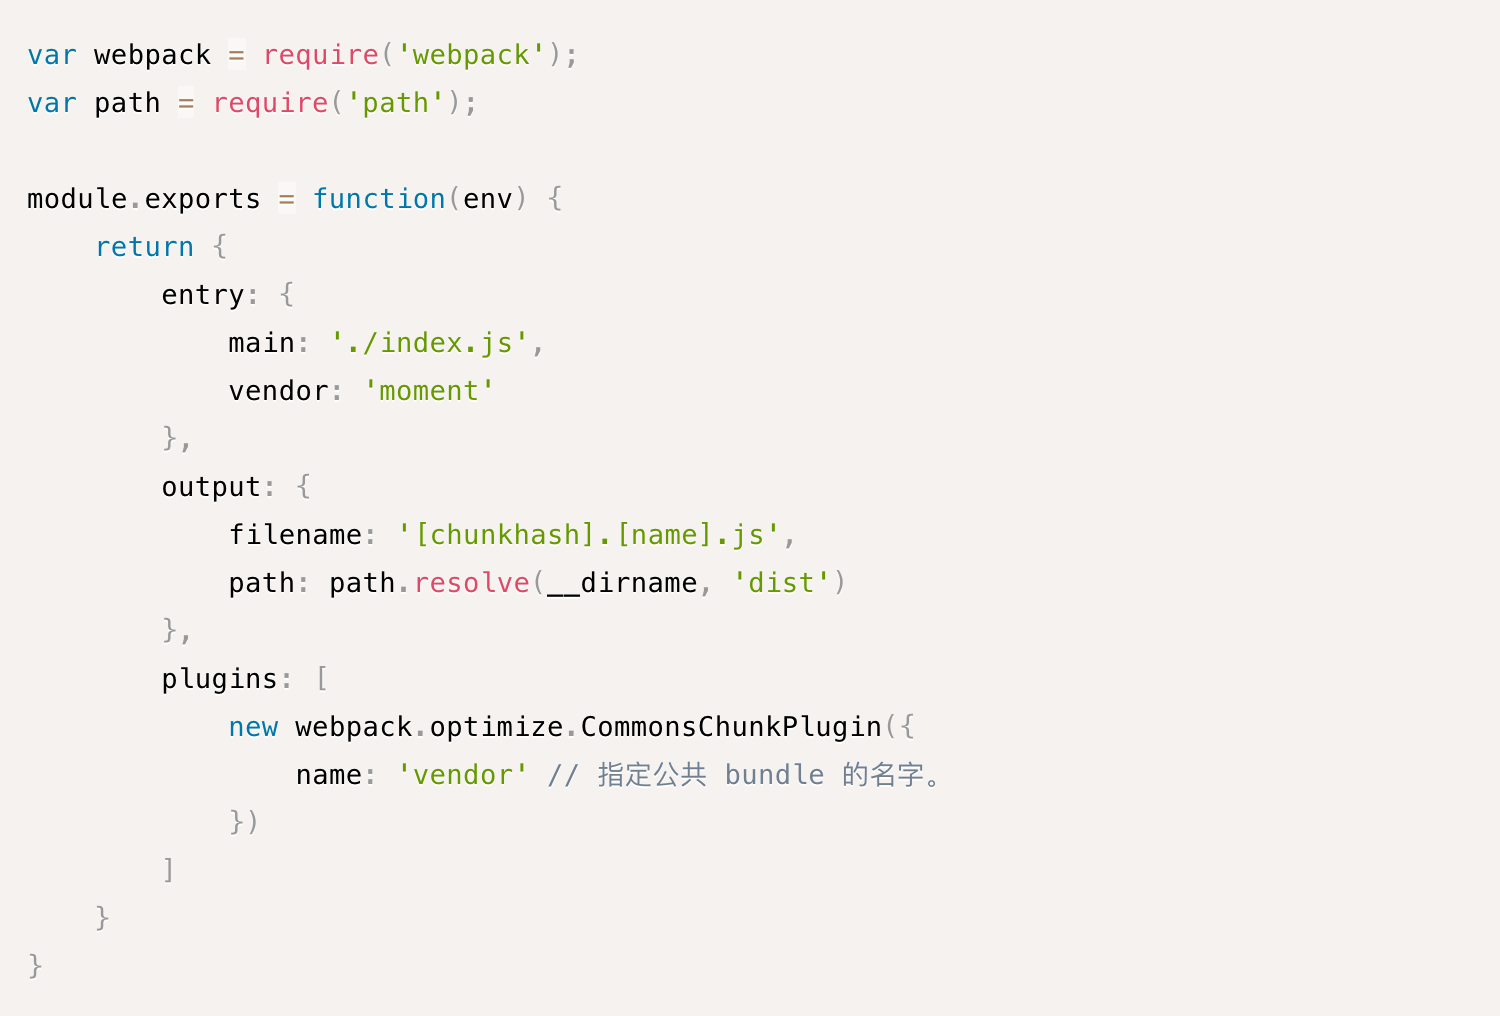 var webpack = require('webpack');
var path = require('path');

module.exports = function(env) {
    return {
        entry: {
            main: './index.js',
            vendor: 'moment'
        },
        output: {
            filename: '[chunkhash].[name].js',
            path: path.resolve(__dirname, 'dist')
        },
        plugins: [
            new webpack.optimize.CommonsChunkPlugin({
                name: 'vendor' // 指定公共 bundle 的名字。
            })
        ]
    }
}